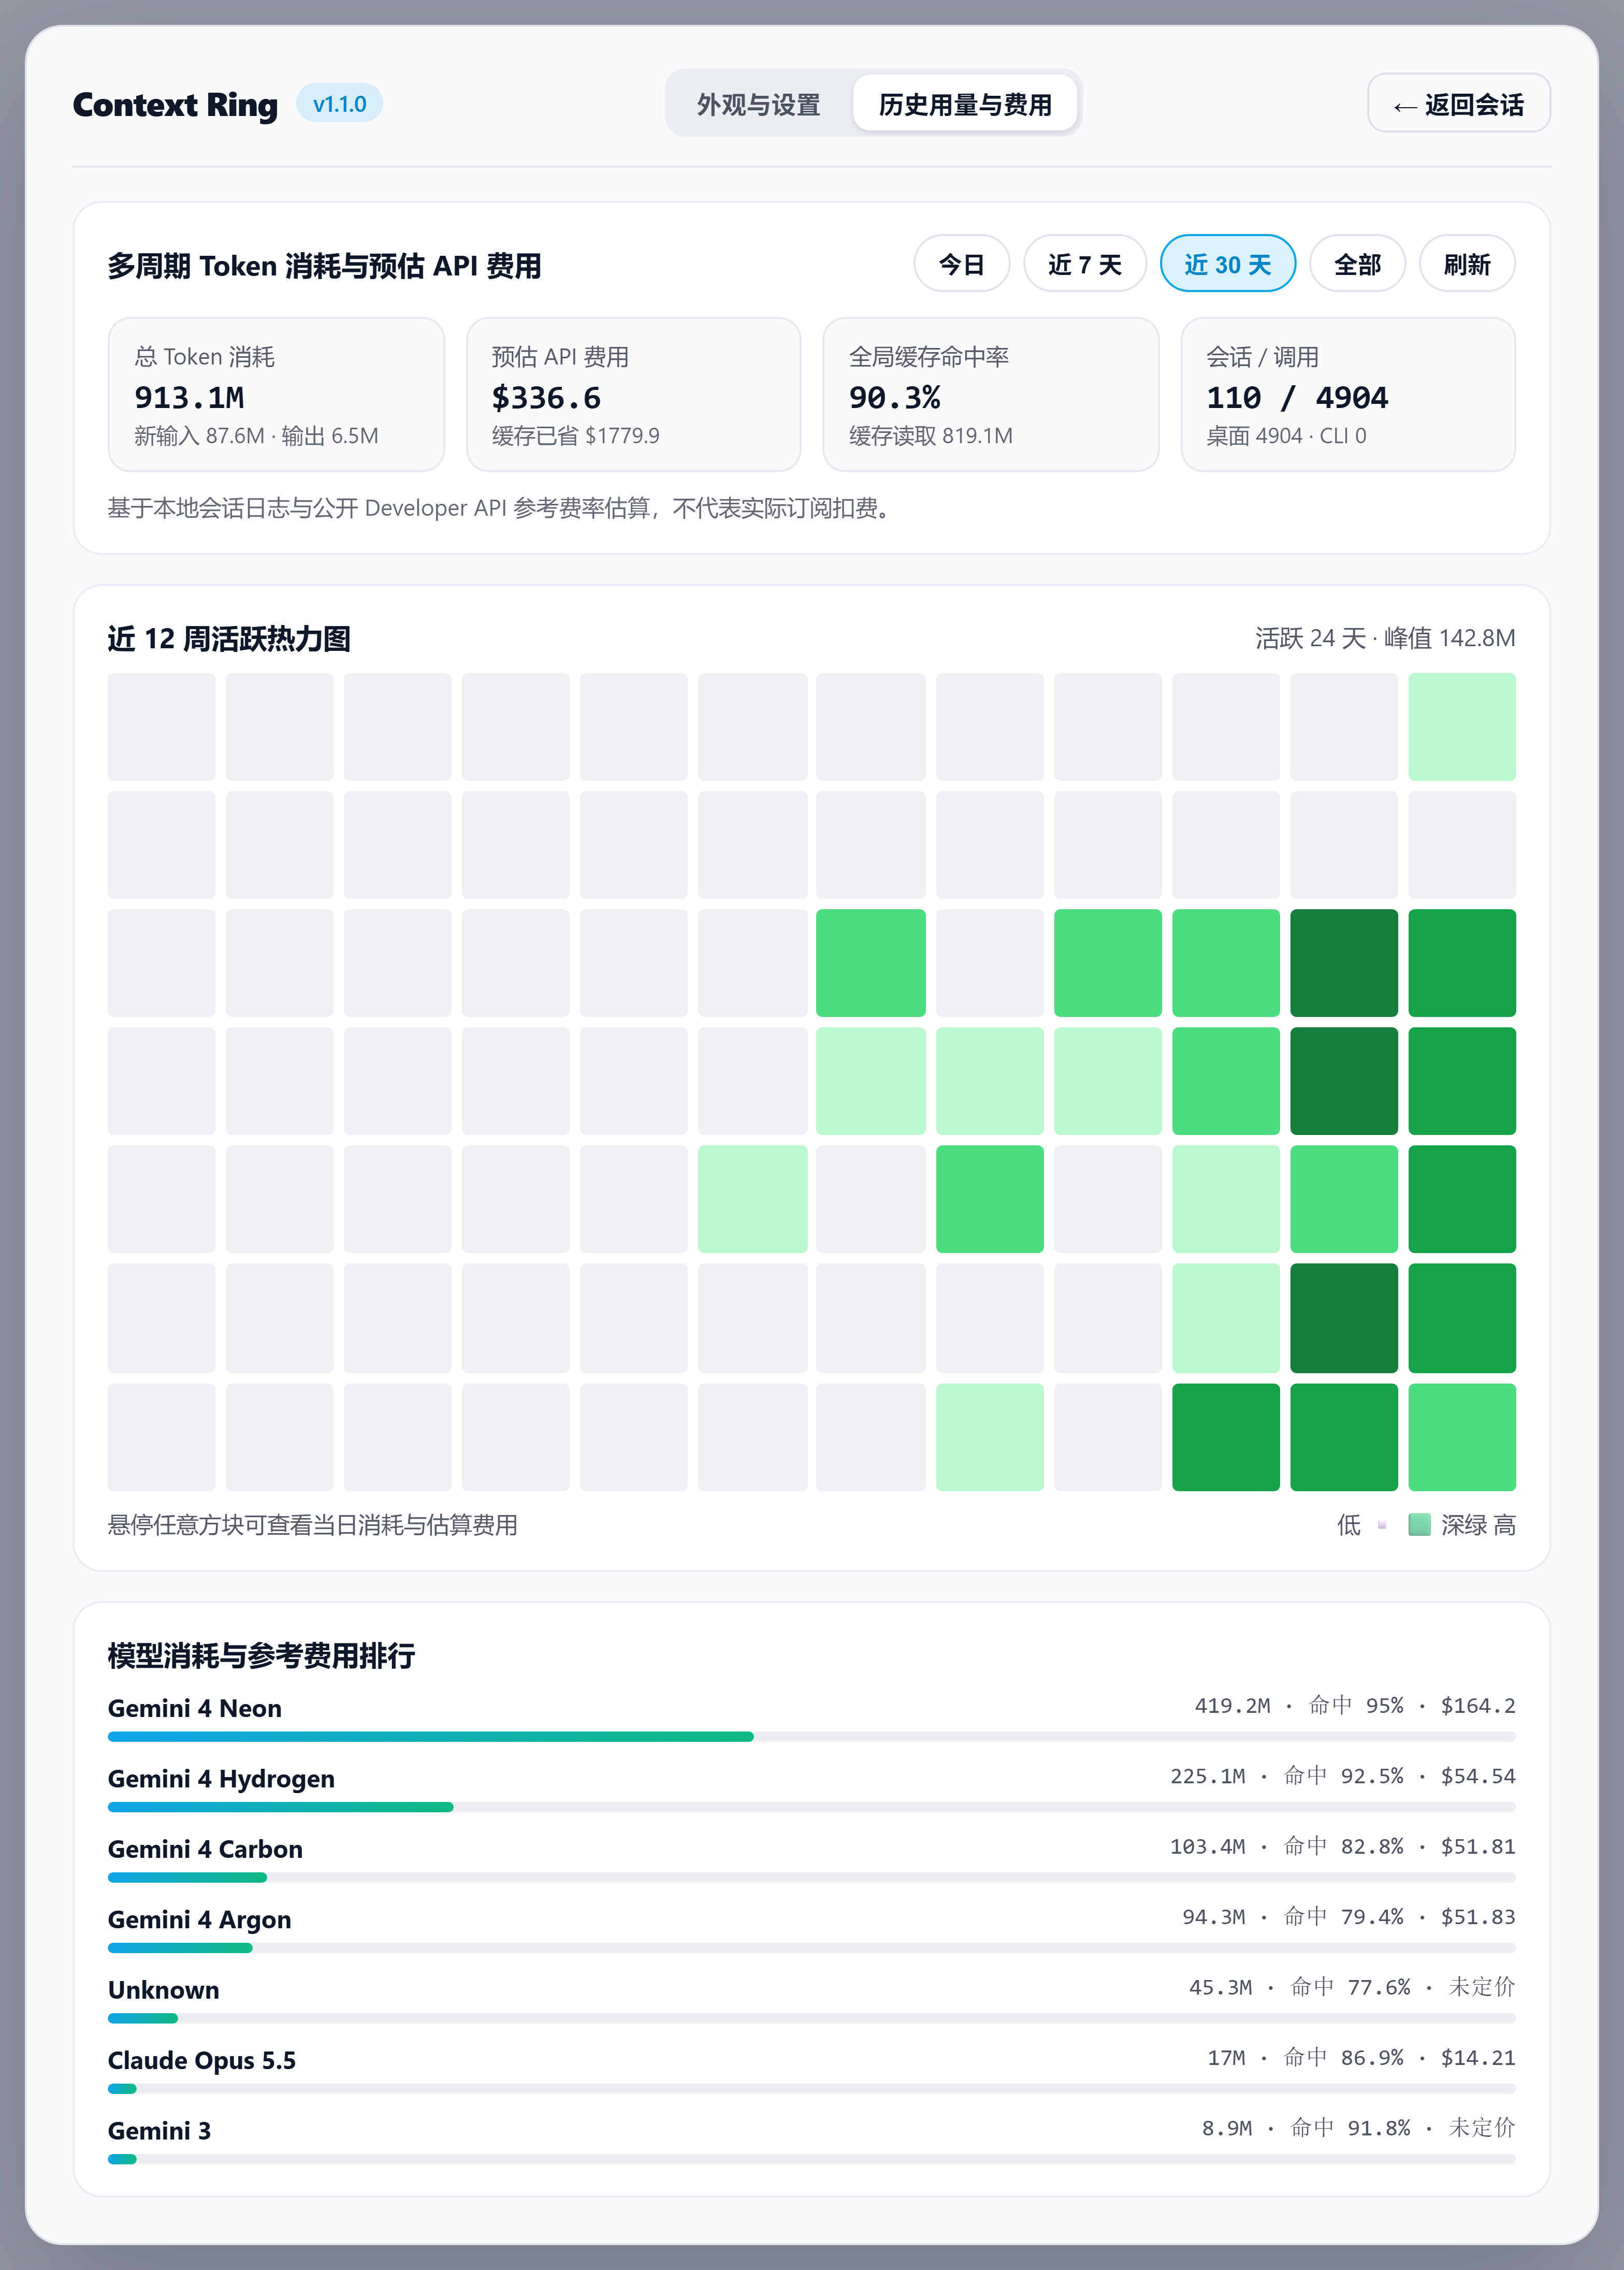 Context Ring v1.1.0 外观与设置 历史用量与费用 ← 返回会话
多周期 Token 消耗与预估 API 费用 今日 近 7 天 近 30 天 全部 刷新
总 Token 消耗
913.1M
新输入 87.6M · 输出 6.5M
预估 API 费用
$336.6
缓存已省 $1779.9
全局缓存命中率
90.3%
缓存读取 819.1M
会话 / 调用
110 / 4904
桌面 4904 · CLI 0
基于本地会话日志与公开 Developer API 参考费率估算，不代表实际订阅扣费。
近 12 周活跃热力图 活跃 24 天 · 峰值 142.8M
悬停任意方块可查看当日消耗与估算费用 低 深绿 高
模型消耗与参考费用排行
Gemini 4 Neon 419.2M · 命中 95% · $164.2
Gemini 4 Hydrogen 225.1M · 命中 92.5% · $54.54
Gemini 4 Carbon 103.4M · 命中 82.8% · $51.81
Gemini 4 Argon 94.3M · 命中 79.4% · $51.83
Unknown 45.3M · 命中 77.6% · 未定价
Claude Opus 5.5 17M · 命中 86.9% · $14.21
Gemini 3 8.9M · 命中 91.8% · 未定价